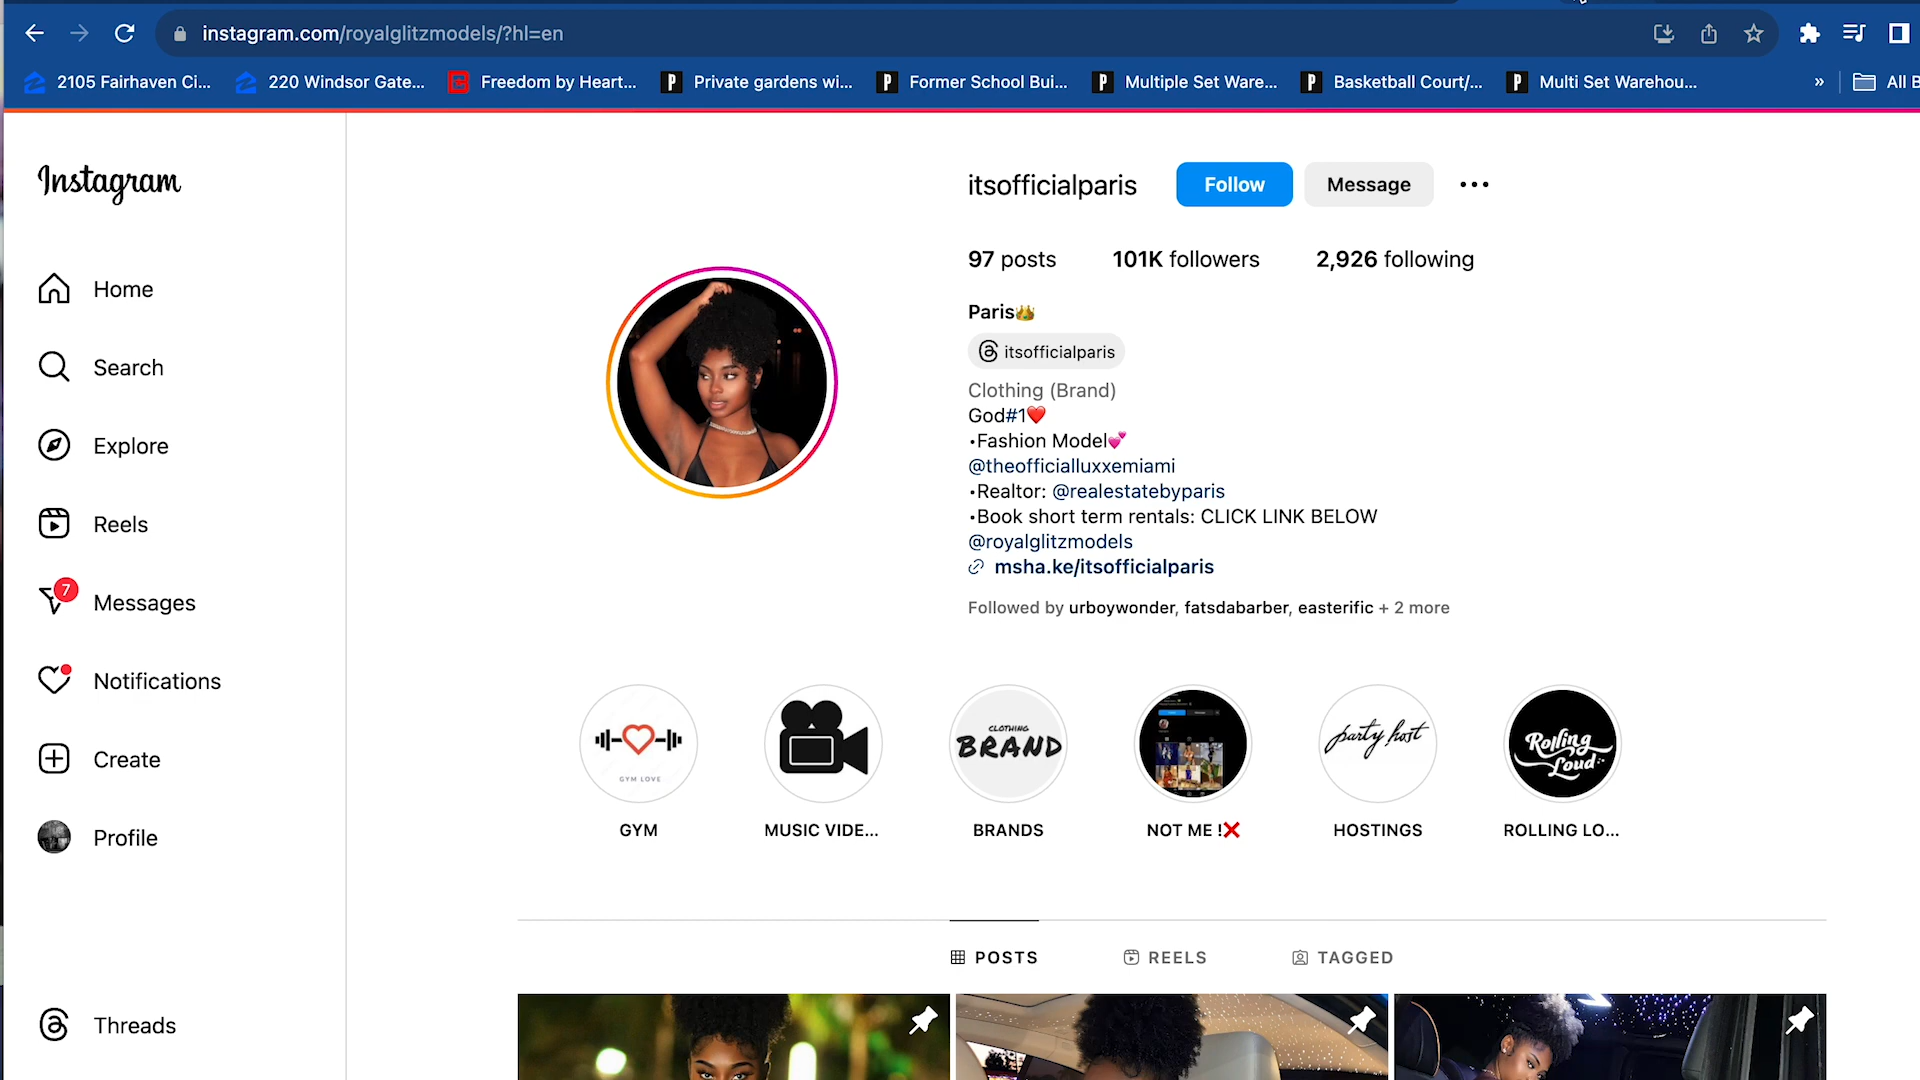 instagram.com/royalglitzmodels/?hl=en
2105 Fairhaven Ci... 220 Windsor Gate... Freedom by Heart... Private gardens wi... Former School Bui... Multiple Set Ware... Basketball Court/... Multi Set Warehou... » All B
Instagram
Home
Search
Explore
Reels
7
Messages
Notifications
Create
Profile
Threads
itsofficialparis Follow Message
97 posts 101K followers 2,926 following
Paris👑
itsofficialparis
Clothing (Brand)
God#1❤️
•Fashion Model💕
@theofficialluxxemiami
•Realtor: @realestatebyparis
•Book short term rentals: CLICK LINK BELOW
@royalglitzmodels
msha.ke/itsofficialparis
Followed by urboywonder, fatsdabarber, easterific + 2 more
GYM LOVE
CLOTHING
BRAND
party host
Rolling
Loud
GYM MUSIC VIDE... BRANDS NOT ME !❌ HOSTINGS ROLLING LO...
POSTS REELS TAGGED